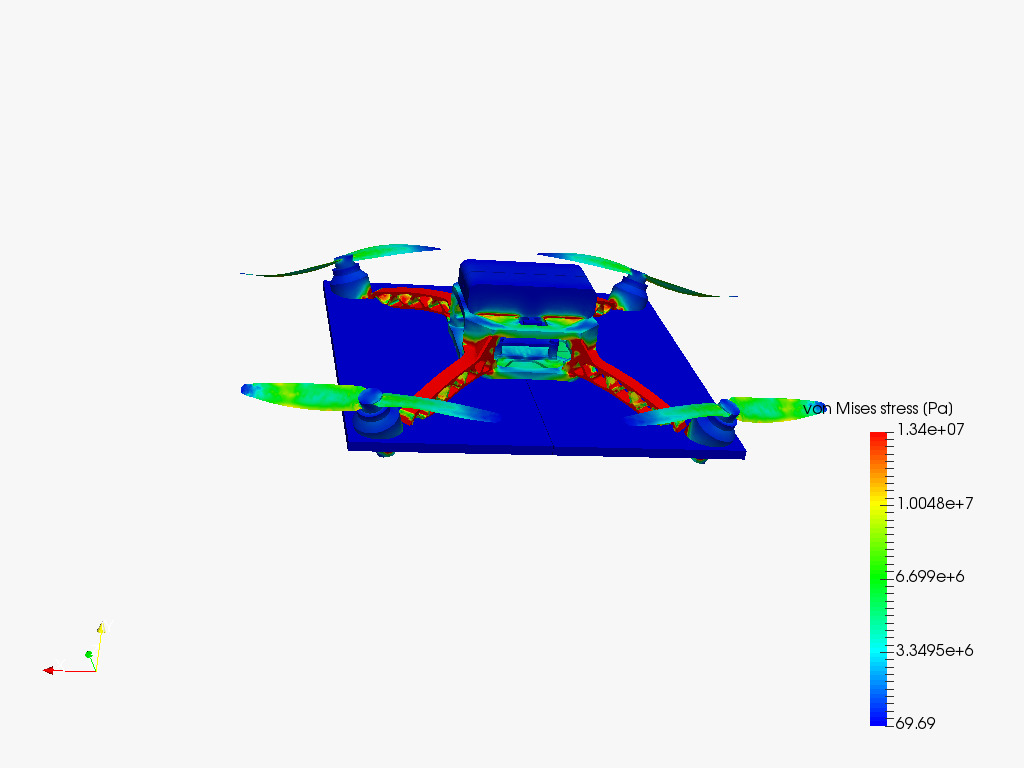 von Mises stress (Pa)
1.34e+07
1.0048e+7
6.699e+6
3.3495e+6
69.69